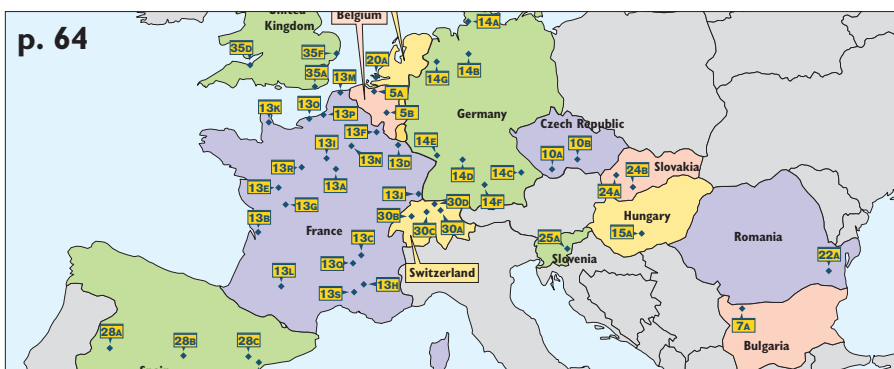 p. 64
United
Kingdom
Belgium
14A
35D
35F
20A
14G
14B
35A
13M
5A
13K
13O
13P
5B
Germany
Czech Republic
13F
14E
10A
10B
13I
13N
13D
14D
14C
24B
Slovakia
13R
13A
24A
13E
13J
30D
14F
13G
30B
Hungary
13B
30C
30A
15A
France
13C
25A
Romania
Slovenia
13Q
Switzerland
22A
13L
13H
13S
7A
28A
28B
28C
Bulgaria
Spain